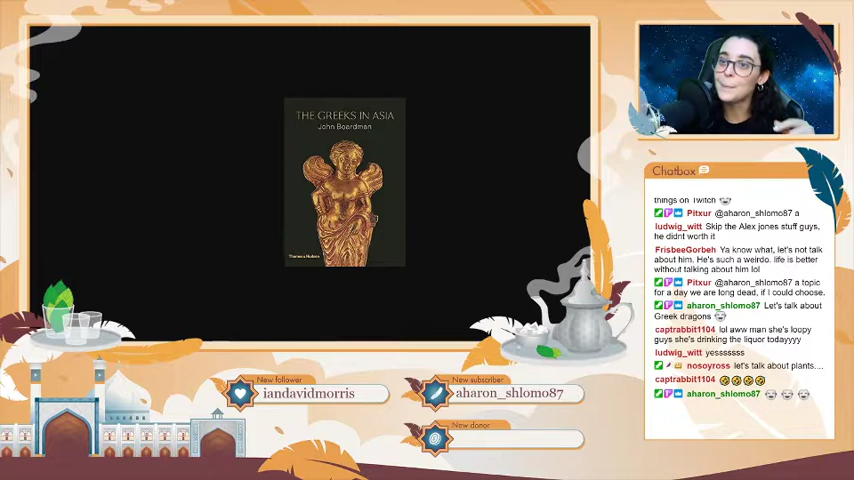 THE GREEKS IN ASIA
John Boardman
Thames Hudson
Chatbox
things on Twitch
Pitxur @aharon_shlomo87 a
ludwig_witt Skip the Alex jones stuff guys,
he didnt worth it
FrisbeeGorbeh Ya know what, let's not talk
about him. He's such a weirdo. life is better
without talking about him lol
Pitxur @aharon_shlomo87 a topic
for a day we are long dead, if I could choose.
aharon_shlomo87 Let's talk about
Greek dragons
captrabbit1104 lol aww man she's loopy
guys she's drinking the liquor todayyyy
ludwig_witt yesssssss
nosoyross let's talk about plants....
captrabbit1104
aharon_shlomo87
New follower
iandavidmorris
New subscriber
aharon_shlomo87
New donor